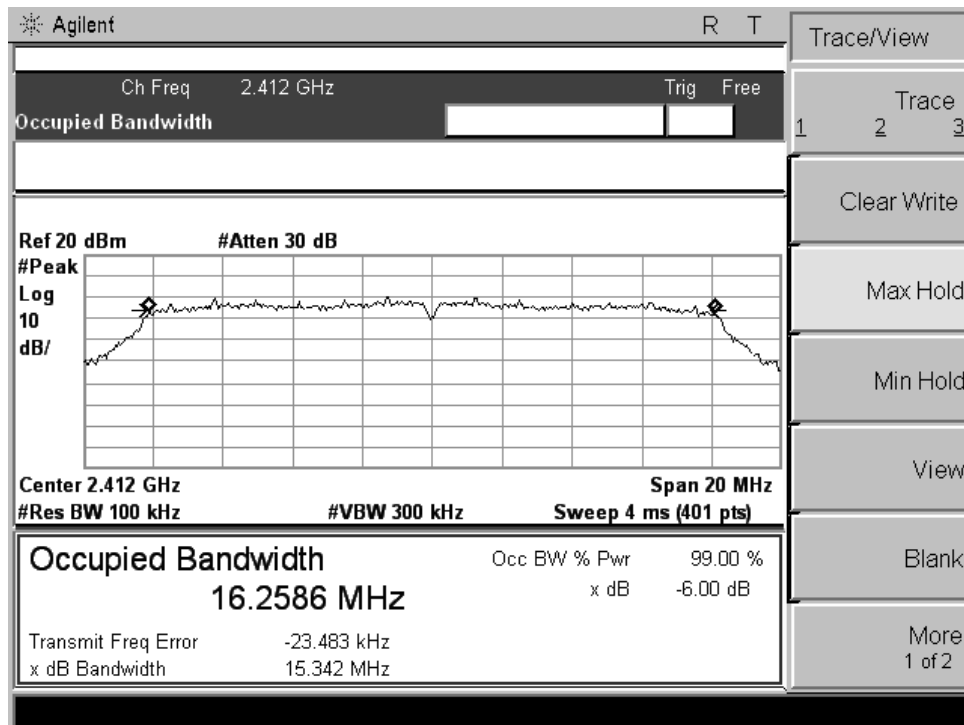 Agilent R T
Trace/View
Ch Freq 2.412 GHz Trig Free
Occupied Bandwidth
Trace
1 2 3
Clear Write
Ref 20 dBm #Atten 30 dB
#Peak
Log
10
dB/
Max Hold
Min Hold
View
Center 2.412 GHz Span 20 MHz
#Res BW 100 kHz #VBW 300 kHz Sweep 4 ms (401 pts)
Occupied Bandwidth Occ BW % Pwr 99.00 %
16.2586 MHz x dB -6.00 dB
Blank
Transmit Freq Error -23.483 kHz
x dB Bandwidth 15.342 MHz
More
1 of 2